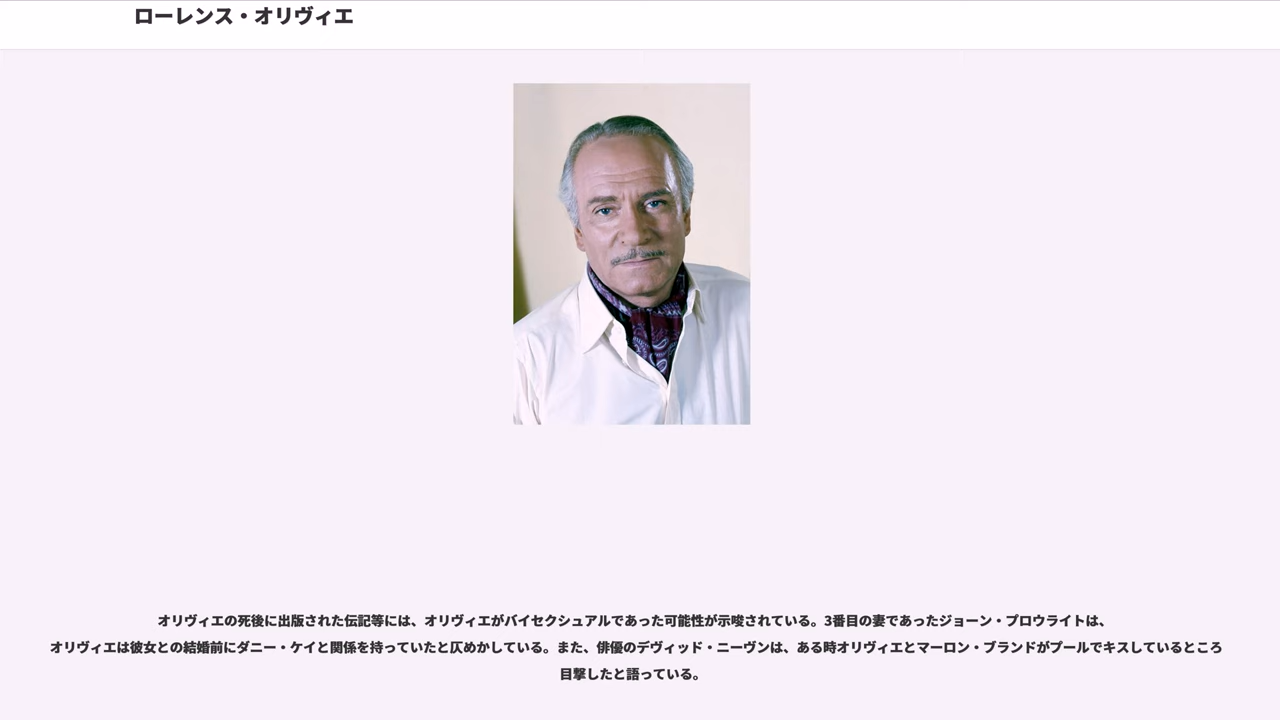 ローレンス・オリヴィエ
オリヴィエの死後に出版された伝記等には、オリヴィエがバイセクシュアルであった可能性が示唆されている。3番目の妻であったジョーン・プロウライトは、
オリヴィエは彼女との結婚前にダニー・ケイと関係を持っていたと仄めかしている。また、俳優のデヴィッド・ニーヴンは、ある時オリヴィエとマーロン・ブランドがプールでキスしているところ
目撃したと語っている。